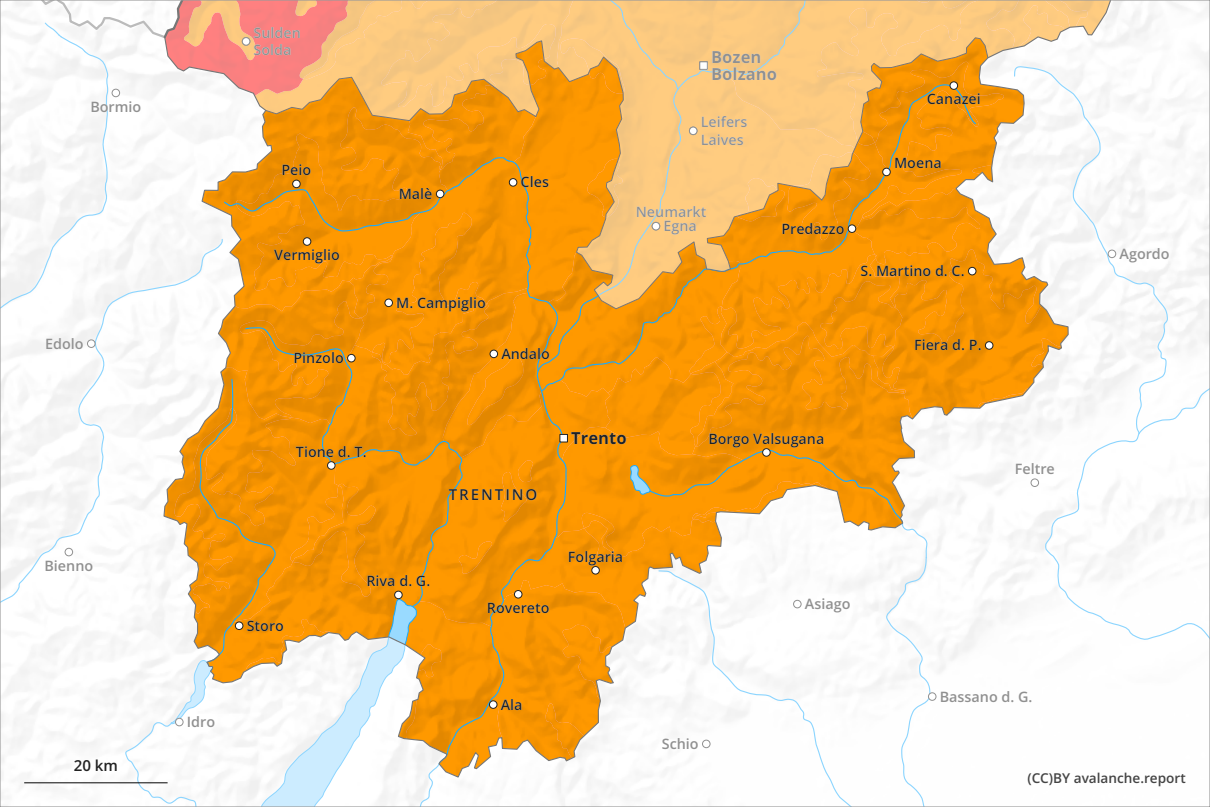 Sulden
Solda
Bozen
Bolzano
Bormio
Canazei
Leifers
Laives
Moena
Peio
Malè
Cles
Neumarkt
Egna
Predazzo
Vermiglio
Agordo
S. Martino d. C.
M. Campiglio
Edolo
Pinzolo
Andalo
Fiera d. P.
Trento
Borgo Valsugana
Tione d. T.
Feltre
TRENTINO
Bienno
Folgaria
Riva d. G.
Rovereto
Asiago
Storo
Bassano d. G.
Ala
Idro
Schio
20 km
(CC)BY avalanche.report